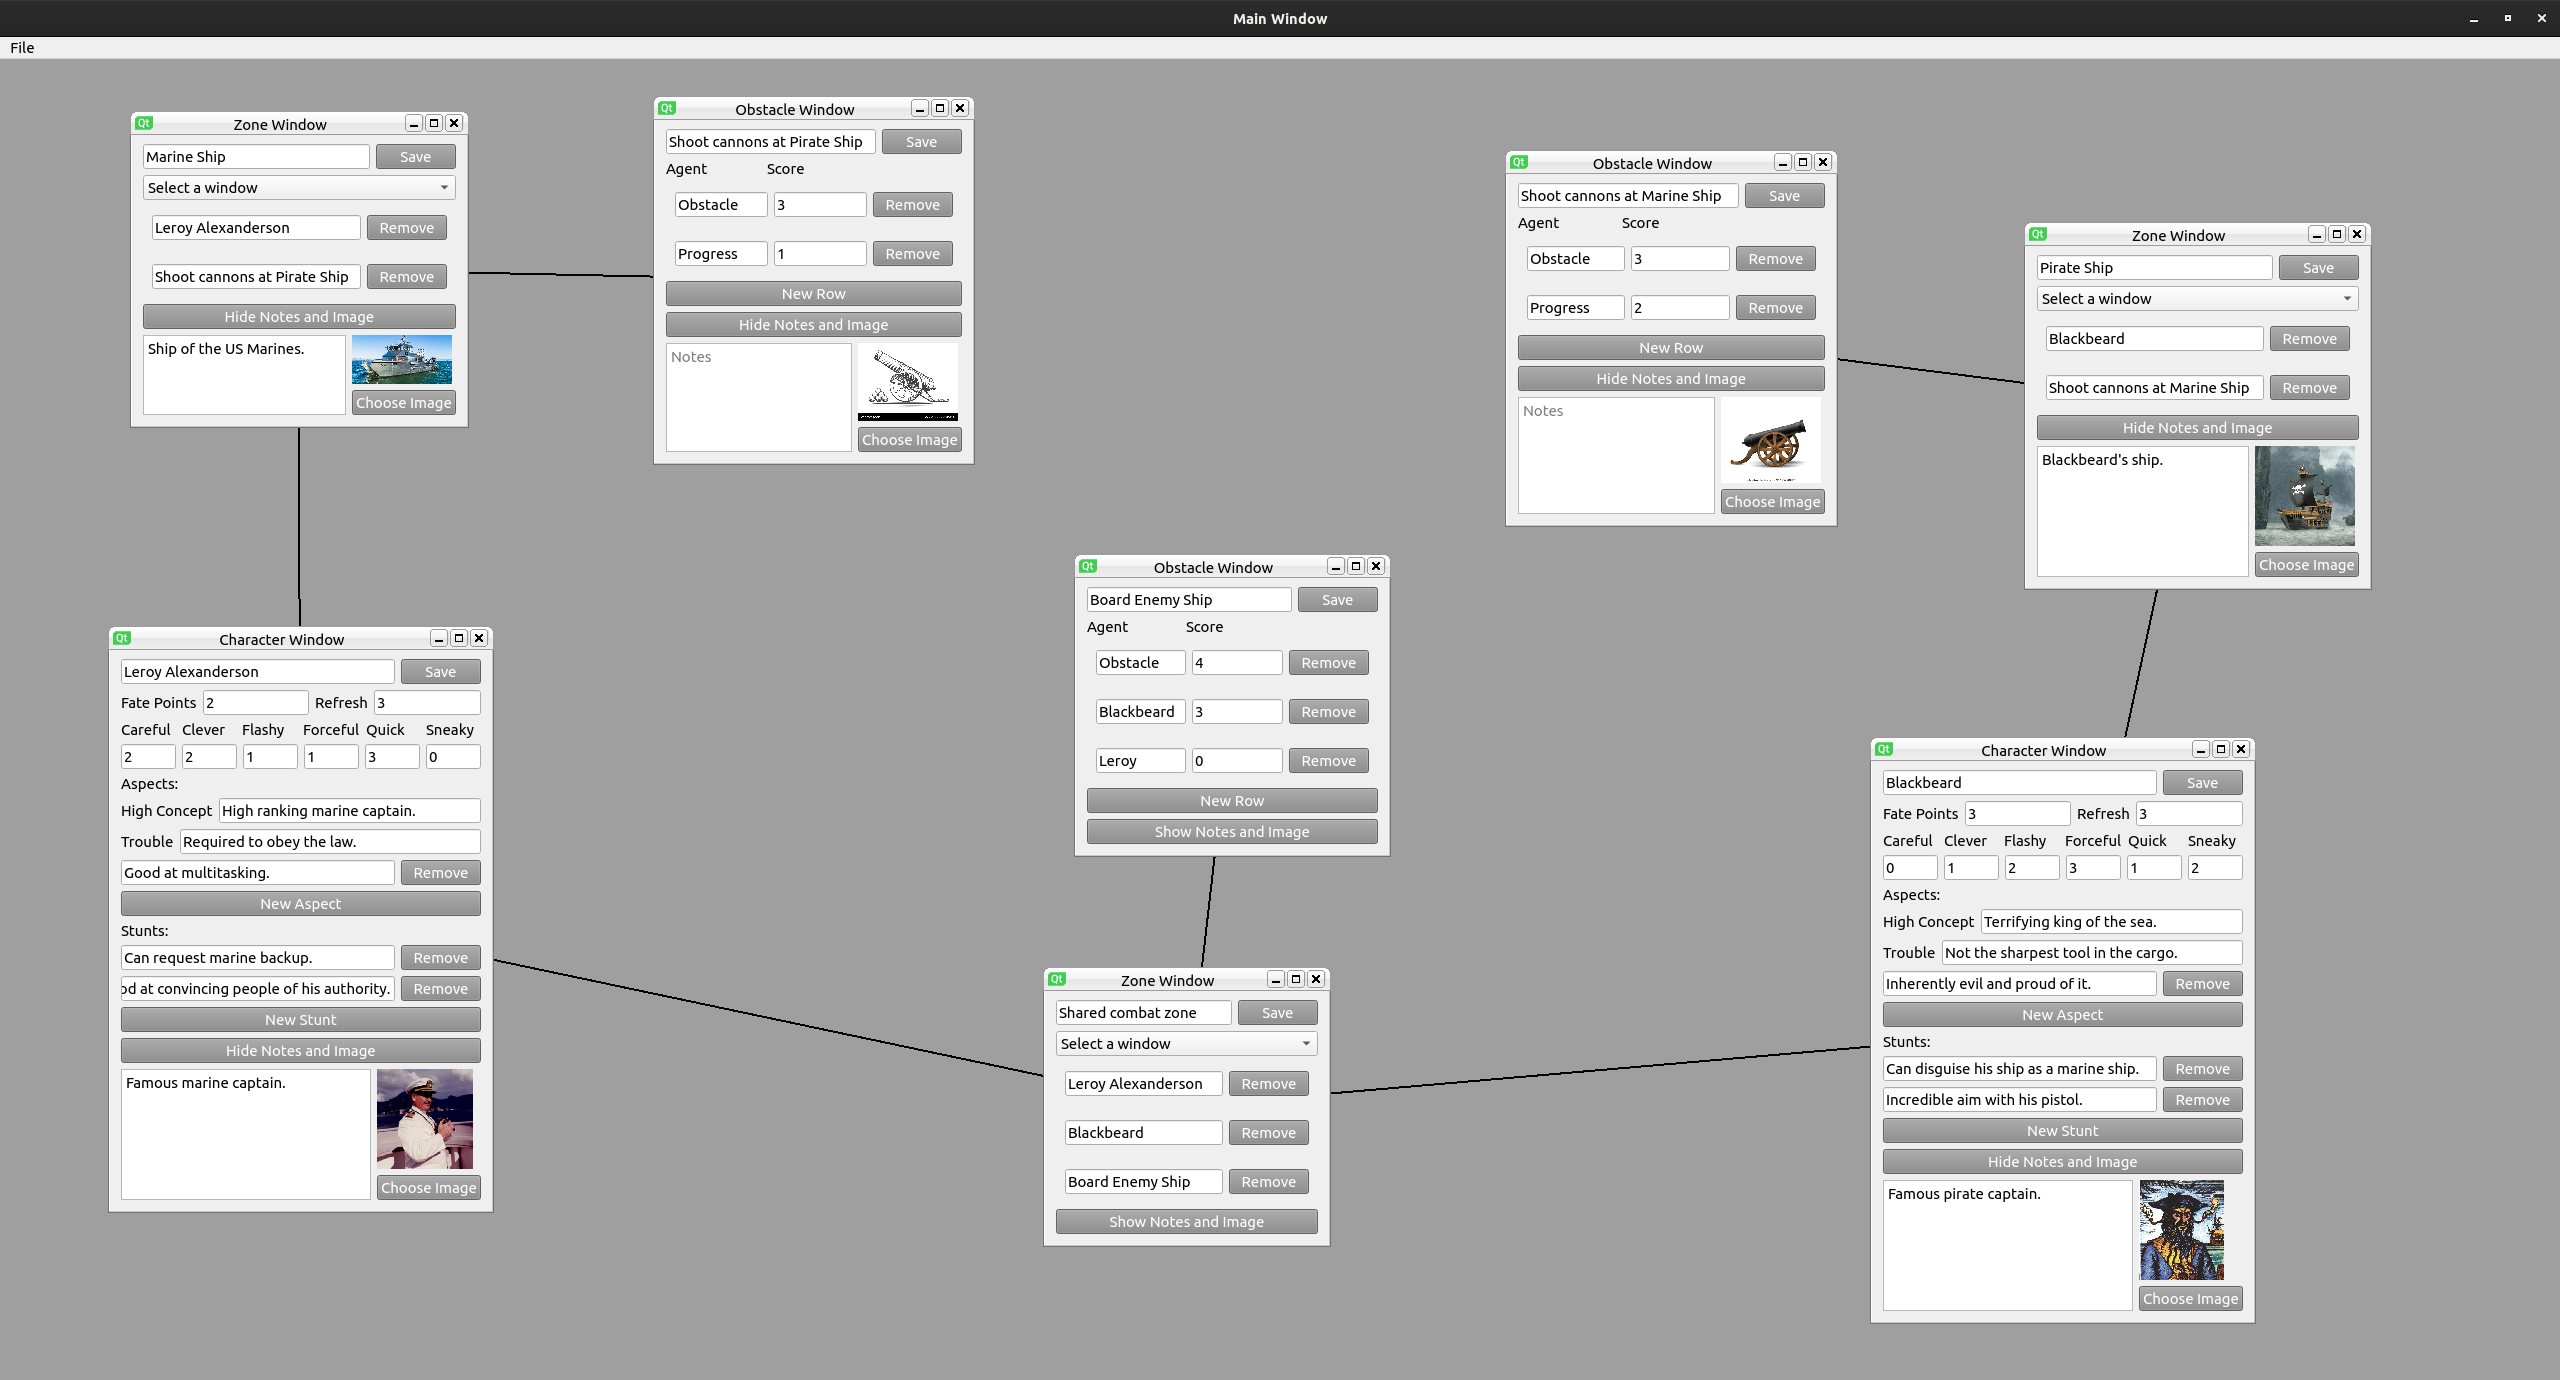 Main Window
File
Qt Zone Window
Marine Ship Save
Select a window
Leroy Alexanderson Remove
Shoot cannons at Pirate Ship Remove
Hide Notes and Image
Ship of the US Marines.
Choose Image
Qt Obstacle Window
Shoot cannons at Pirate Ship Save
Agent Score
Obstacle 3 Remove
Progress 1 Remove
New Row
Hide Notes and Image
Notes
Choose Image
Qt Obstacle Window
Shoot cannons at Marine Ship Save
Agent Score
Obstacle 3 Remove
Progress 2 Remove
New Row
Hide Notes and Image
Notes
Choose Image
Qt Zone Window
Pirate Ship Save
Select a window
Blackbeard Remove
Shoot cannons at Marine Ship Remove
Hide Notes and Image
Blackbeard's ship.
Choose Image
Qt Obstacle Window
Board Enemy Ship Save
Agent Score
Obstacle 4 Remove
Blackbeard 3 Remove
Leroy 0 Remove
New Row
Show Notes and Image
Qt Character Window
Leroy Alexanderson Save
Fate Points 2 Refresh 3
Careful Clever Flashy Forceful Quick Sneaky
2 2 1 1 3 0
Aspects:
High Concept High ranking marine captain.
Trouble Required to obey the law.
Good at multitasking. Remove
New Aspect
Stunts:
Can request marine backup. Remove
od at convincing people of his authority. Remove
New Stunt
Hide Notes and Image
Famous marine captain.
Choose Image
Qt Zone Window
Shared combat zone Save
Select a window
Leroy Alexanderson Remove
Blackbeard Remove
Board Enemy Ship Remove
Show Notes and Image
Qt Character Window
Blackbeard Save
Fate Points 3 Refresh 3
Careful Clever Flashy Forceful Quick Sneaky
0 1 2 3 1 2
Aspects:
High Concept Terrifying king of the sea.
Trouble Not the sharpest tool in the cargo.
Inherently evil and proud of it. Remove
New Aspect
Stunts:
Can disguise his ship as a marine ship. Remove
Incredible aim with his pistol. Remove
New Stunt
Hide Notes and Image
Famous pirate captain.
Choose Image